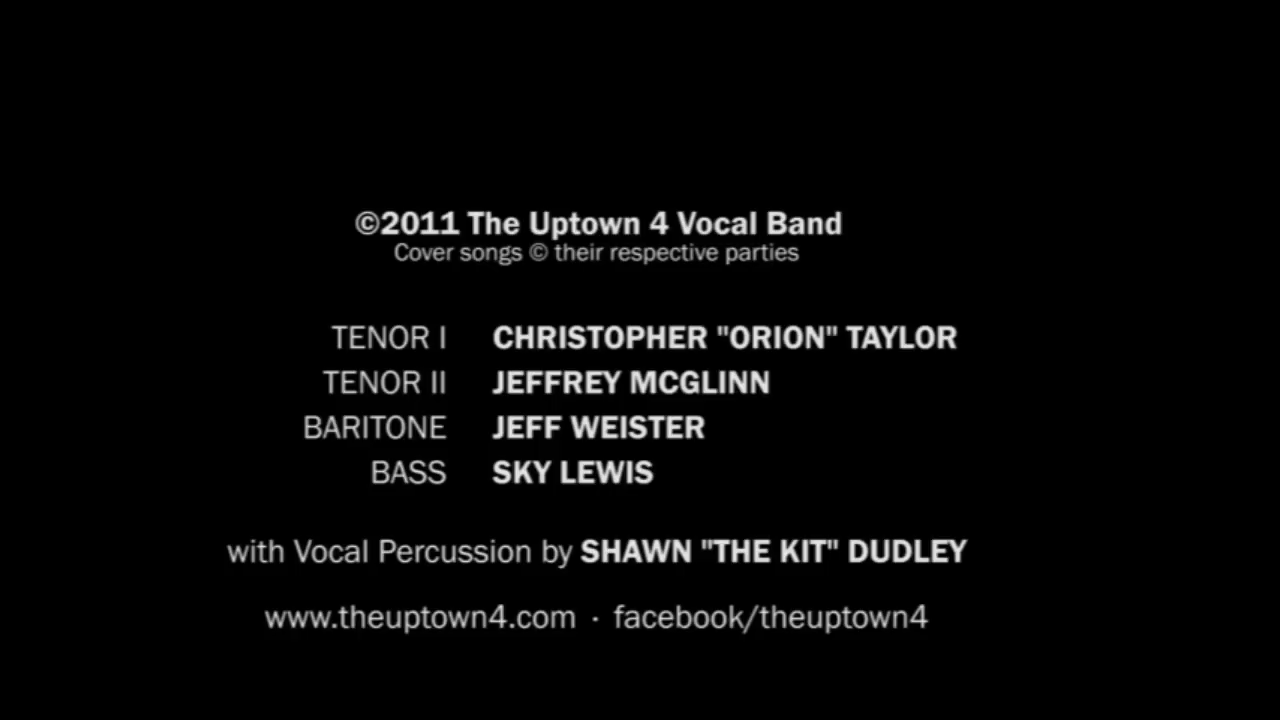 ©2011 The Uptown 4 Vocal Band
Cover songs © their respective parties
TENOR I CHRISTOPHER "ORION" TAYLOR
TENOR II JEFFREY MCGLINN
BARITONE JEFF WEISTER
BASS SKY LEWIS
with Vocal Percussion by SHAWN "THE KIT" DUDLEY
www.theuptown4.com · facebook/theuptown4